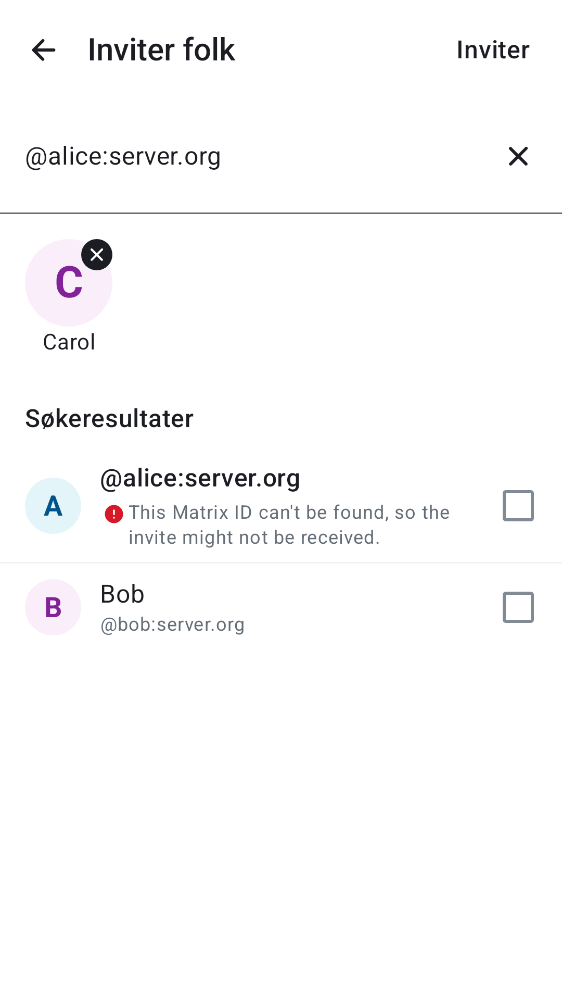 Inviter folk
Inviter
@alice:server.org
C
Carol
Søkeresultater
A
@alice:server.org
This Matrix ID can't be found, so the
invite might not be received.
B
Bob
@bob:server.org